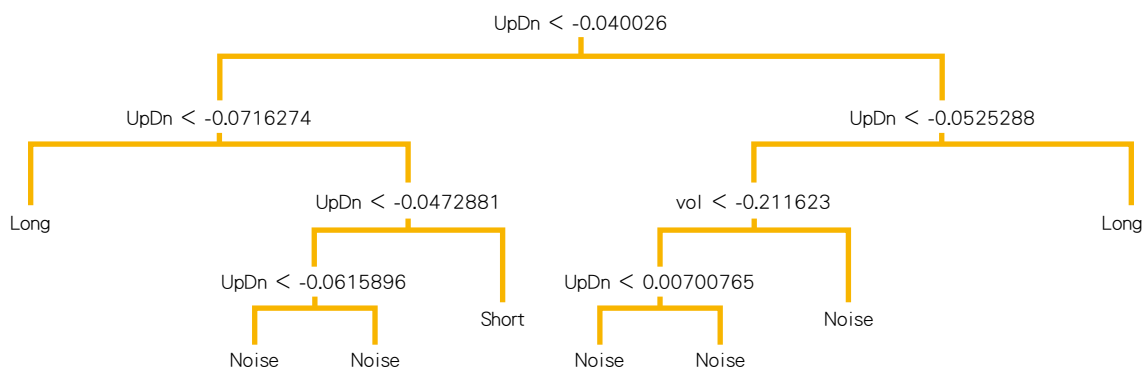 UpDn < -0.040026
UpDn < -0.0716274
UpDn < -0.0525288
Long
UpDn < -0.0472881
vol < -0.211623
Long
UpDn < -0.0615896
UpDn < 0.00700765
Short
Noise
Noise
Noise
Noise
Noise